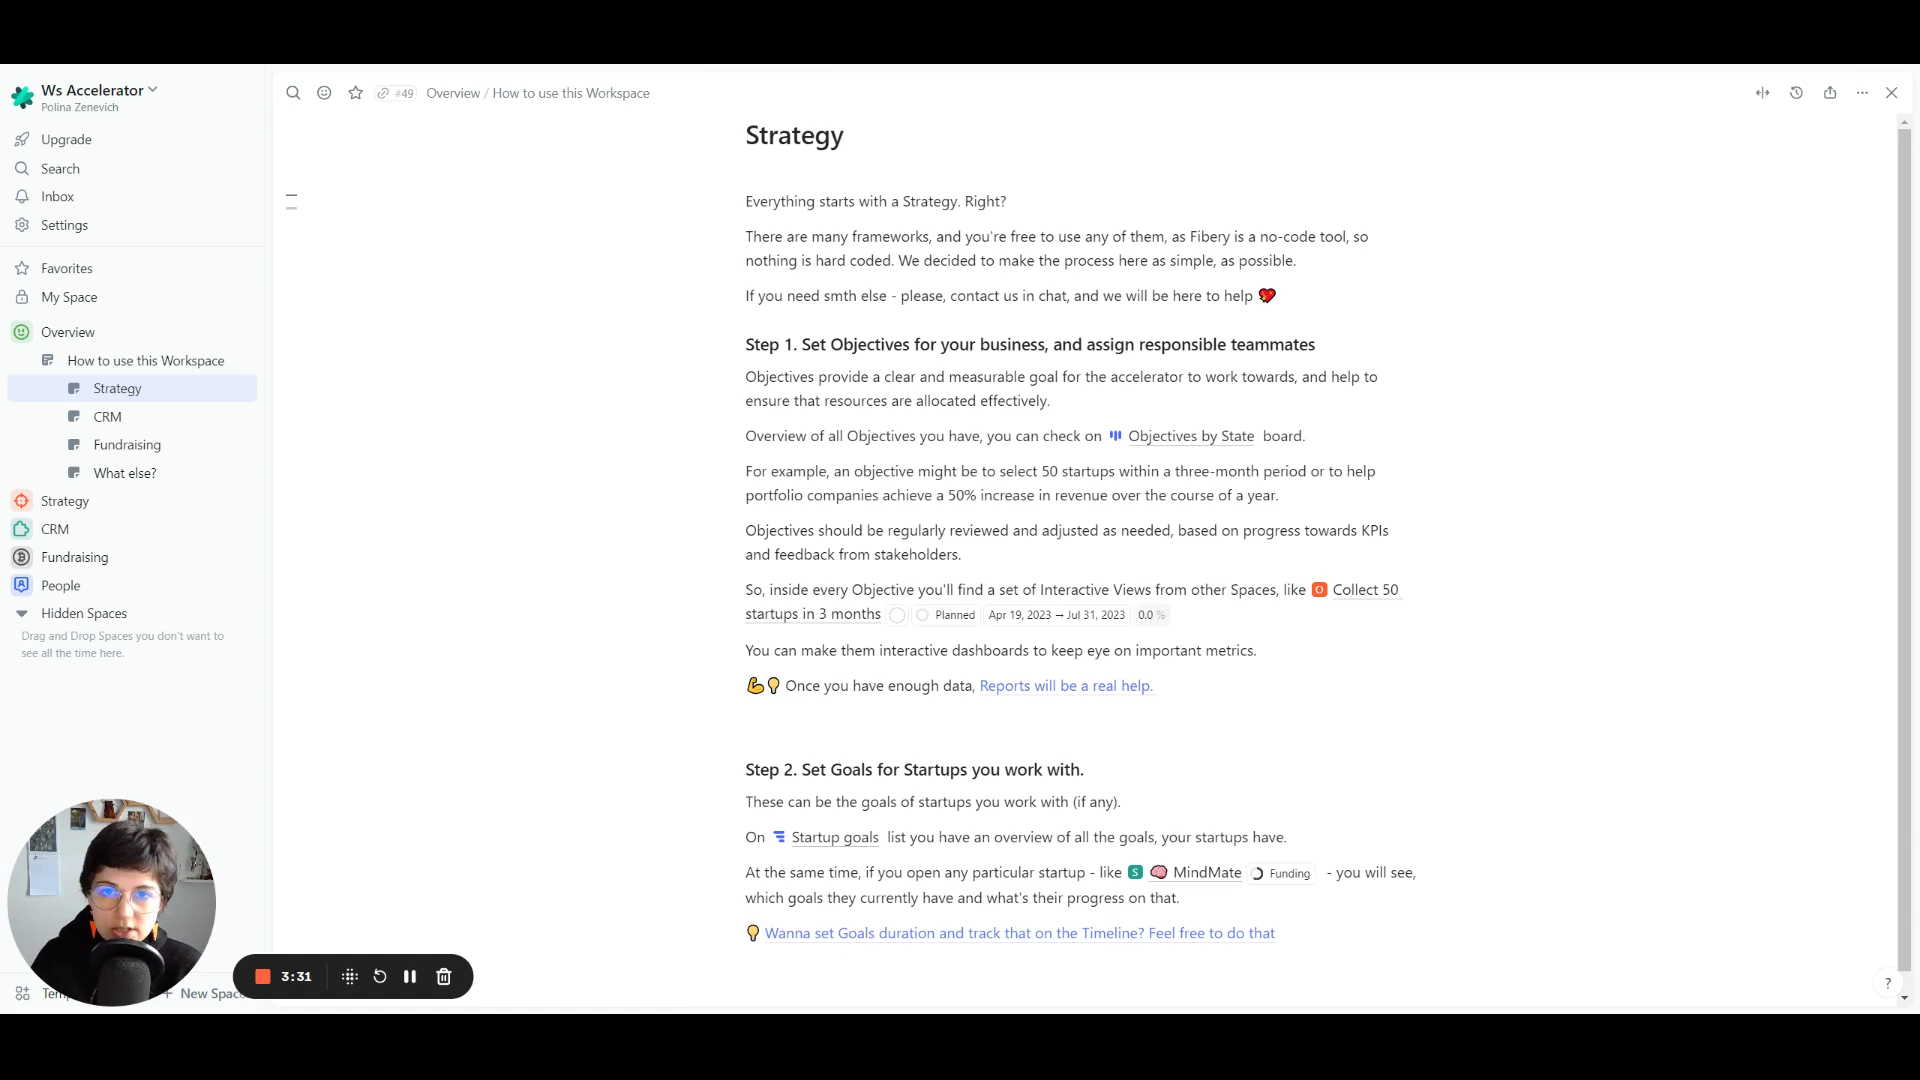 Ws Accelerator
Polina Zenevich
Upgrade
Search
Inbox
Settings
Favorites
My Space
Overview
How to use this Workspace
Strategy
CRM
Fundraising
What else?
Strategy
CRM
Fundraising
People
Hidden Spaces
Drag and Drop Spaces you don't want to
see all the time here.
+ New Space
3:31
#49
Overview / How to use this Workspace
Strategy
Everything starts with a Strategy. Right?
There are many frameworks, and you're free to use any of them, as Fibery is a no-code tool, so
nothing is hard coded. We decided to make the process here as simple, as possible.
If you need smth else - please, contact us in chat, and we will be here to help 💖
Step 1. Set Objectives for your business, and assign responsible teammates
Objectives provide a clear and measurable goal for the accelerator to work towards, and help to
ensure that resources are allocated effectively.
Overview of all Objectives you have, you can check on Objectives by State board.
For example, an objective might be to select 50 startups within a three-month period or to help
portfolio companies achieve a 50% increase in revenue over the course of a year.
Objectives should be regularly reviewed and adjusted as needed, based on progress towards KPIs
and feedback from stakeholders.
So, inside every Objective you'll find a set of Interactive Views from other Spaces, like O Collect 50
startups in 3 months Planned Apr 19, 2023 → Jul 31, 2023 0.0 %
You can make them interactive dashboards to keep eye on important metrics.
💪💡 Once you have enough data, Reports will be a real help.
Step 2. Set Goals for Startups you work with.
These can be the goals of startups you work with (if any).
On Startup goals list you have an overview of all the goals, your startups have.
At the same time, if you open any particular startup - like S 🧠 MindMate Funding - you will see,
which goals they currently have and what's their progress on that.
💡 Wanna set Goals duration and track that on the Timeline? Feel free to do that
?